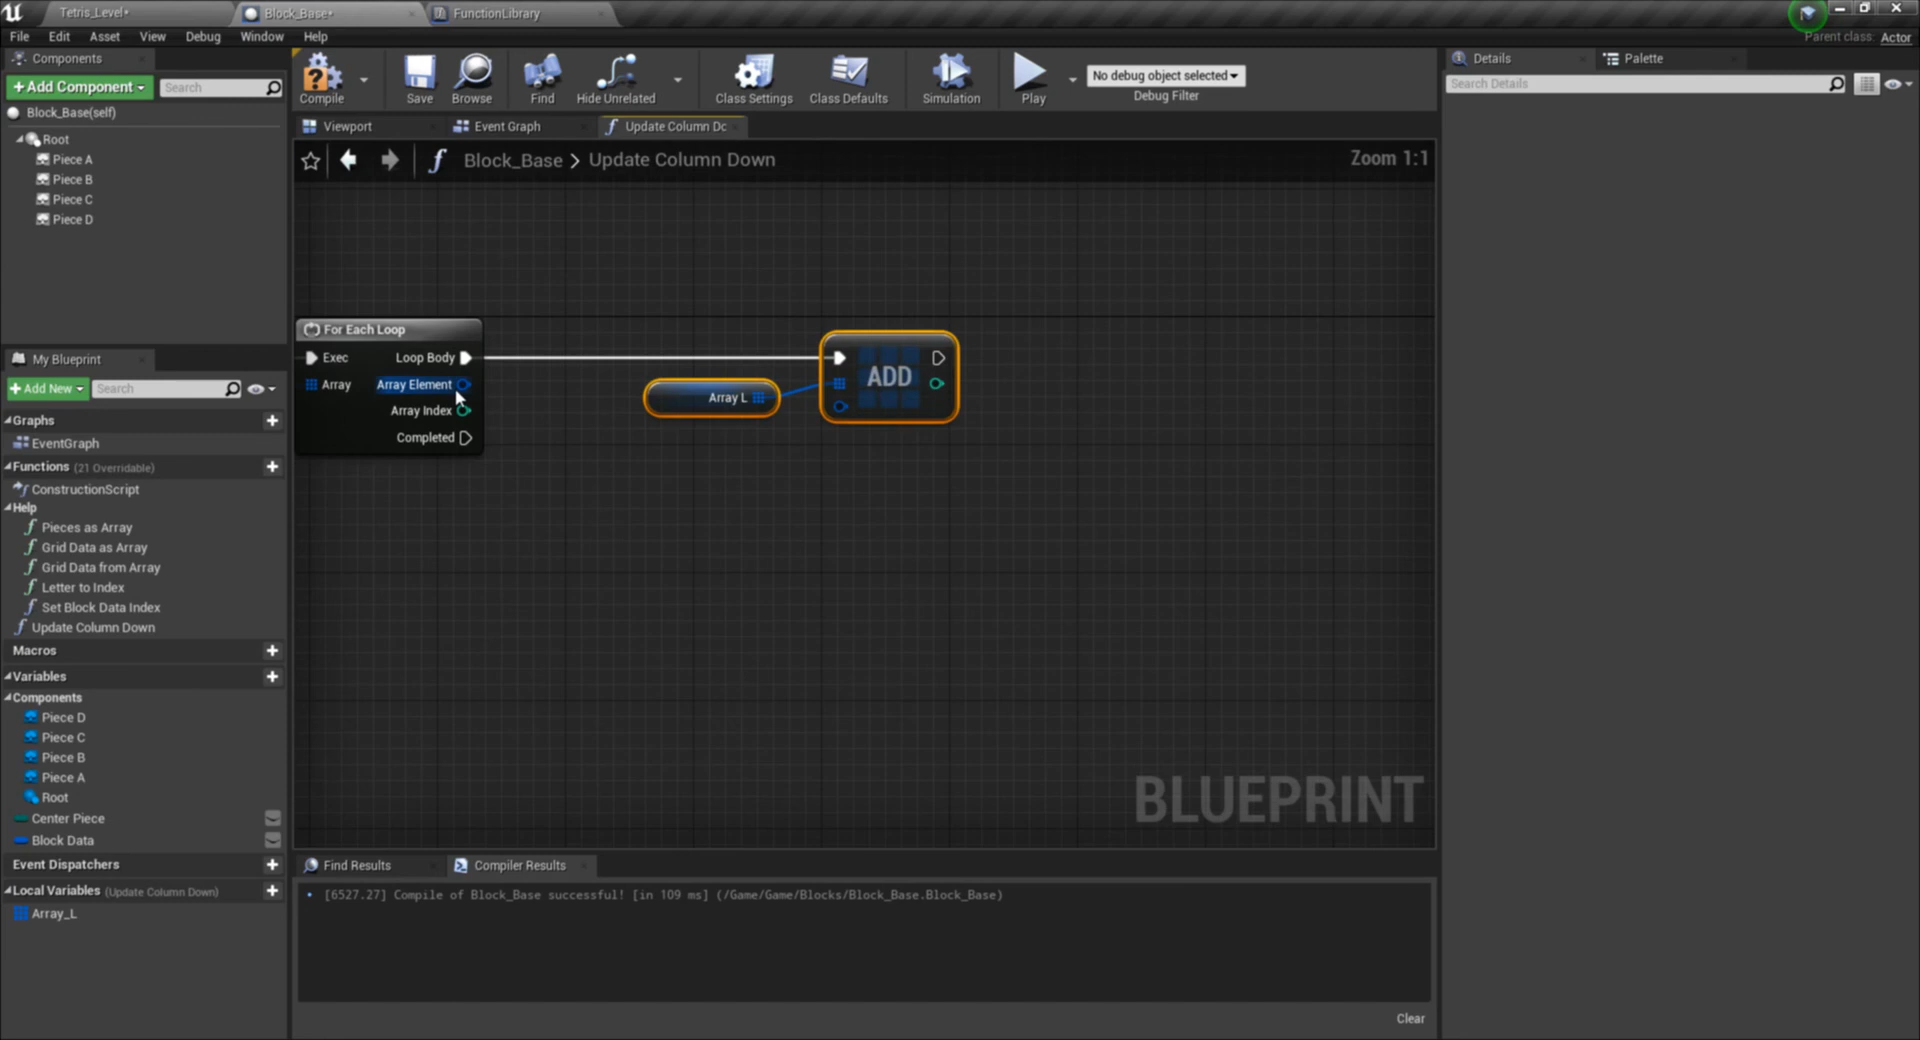 Tetris_Level•
Block_Base•
FunctionLibrary
File Edit Asset View Debug Window Help
Parent class: Actor
Components
+Add Component
Search
Block_Base(self)
Root
Piece A
Piece B
Piece C
Piece D
Compile
Save
Browse
Find
Hide Unrelated
Class Settings
Class Defaults
Simulation
Play
No debug object selected
Debug Filter
Viewport
Event Graph
Update Column Dc
Block_Base > Update Column Down
Zoom 1:1
For Each Loop
Exec
Loop Body
Array
Array Element
Array Index
Completed
Array L
ADD
BLUEPRINT
My Blueprint
+Add New
Search
Graphs
EventGraph
Functions (21 Overridable)
ConstructionScript
Help
Pieces as Array
Grid Data as Array
Grid Data from Array
Letter to Index
Set Block Data Index
Update Column Down
Macros
Variables
Components
Piece D
Piece C
Piece B
Piece A
Root
Center Piece
Block Data
Event Dispatchers
Local Variables (Update Column Down)
Array_L
Find Results
Compiler Results
• [6527.27] Compile of Block_Base successful! [in 109 ms] (/Game/Game/Blocks/Block_Base.Block_Base)
Clear
Details
Palette
Search Details